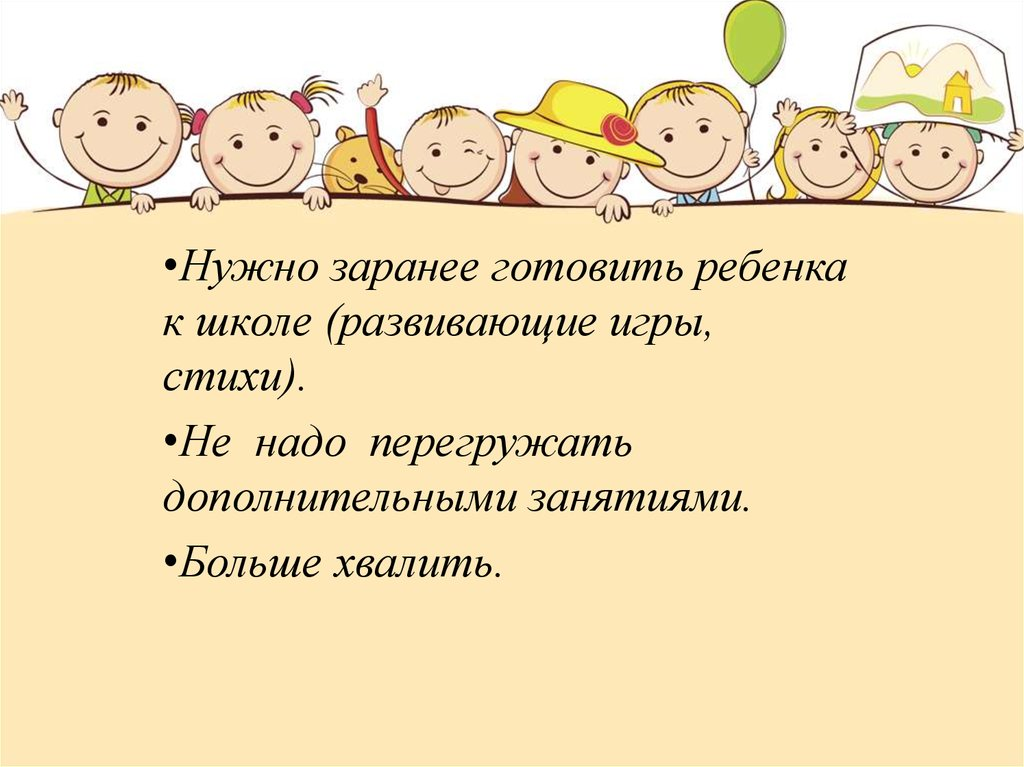 •Нужно заранее готовить ребенка
к школе (развивающие игры,
стихи).
•Не надо перегружать
дополнительными занятиями.
•Больше хвалить.